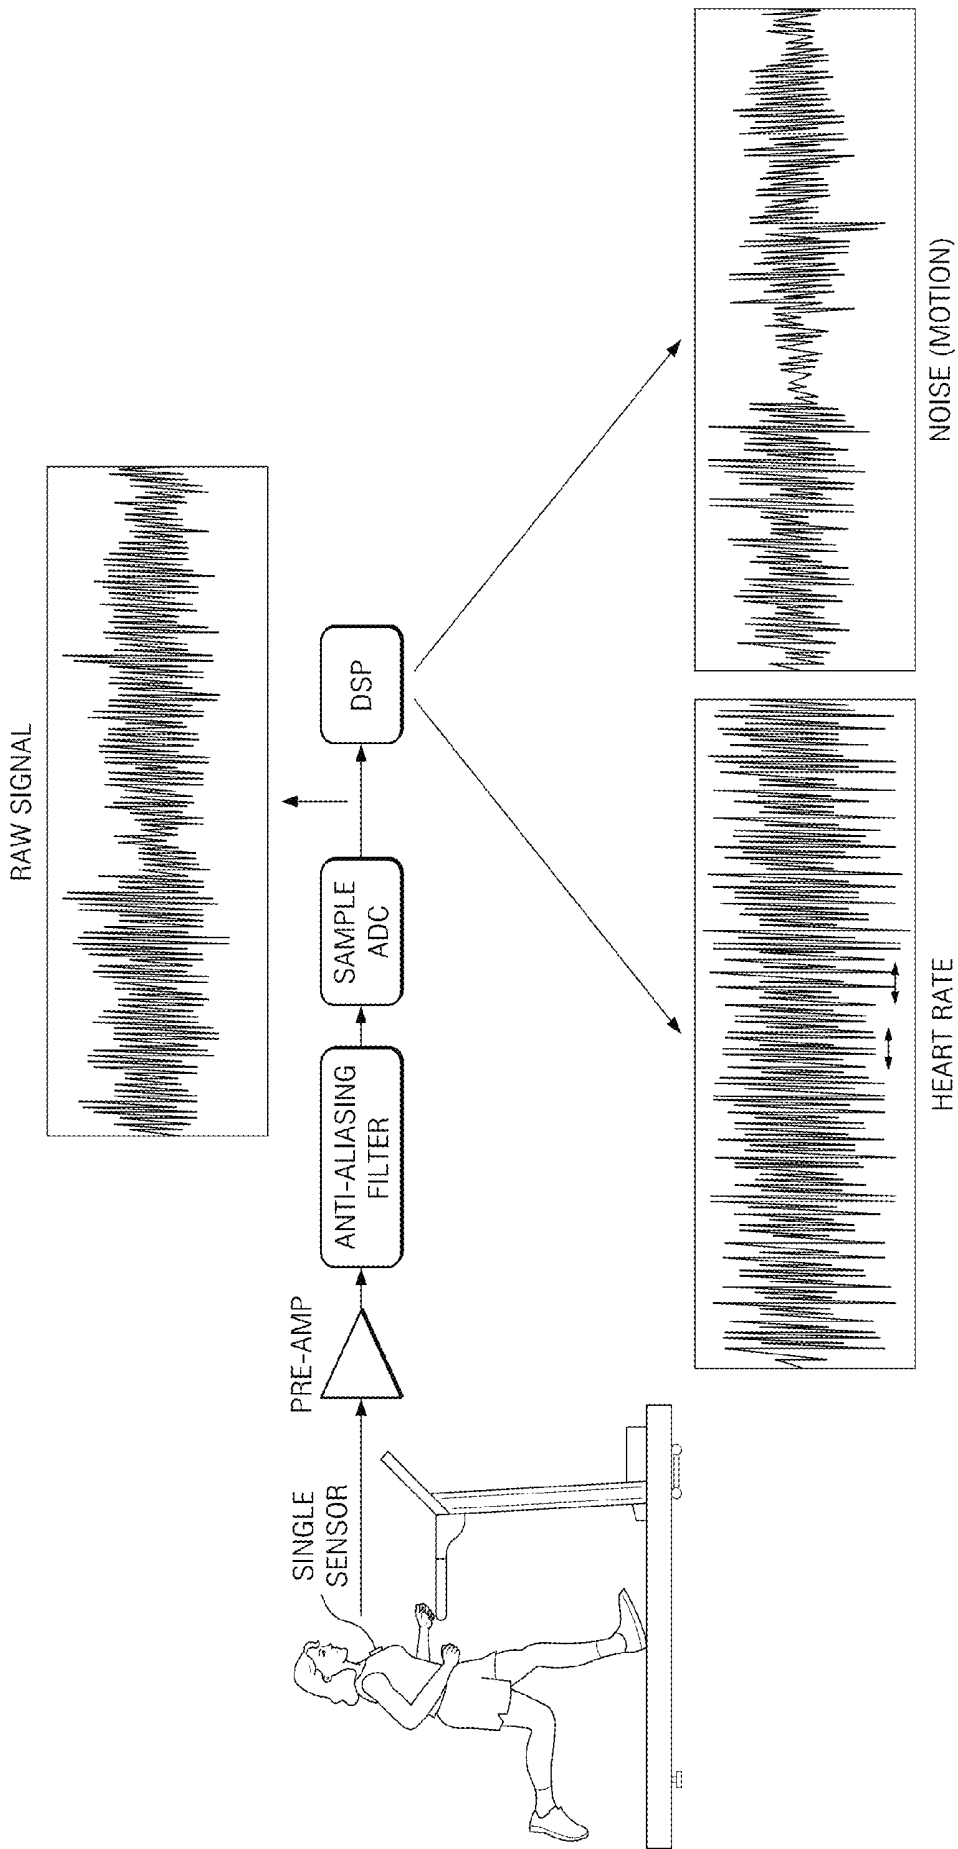 RAW SIGNAL
SINGLE
SENSOR
PRE-AMP
ANTI-ALIASING
FILTER
SAMPLE
ADC
DSP
HEART RATE
NOISE (MOTION)